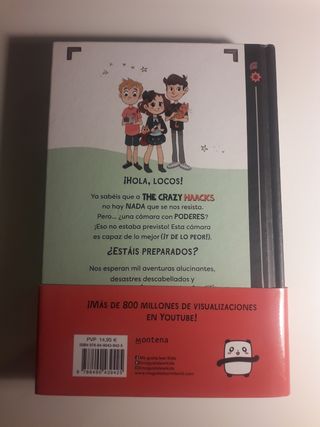 ¡HOLA, LOCOS!
Ya sabéis que a THE CRAZY HAACKS
no hay NADA que se nos resista.
Pero... ¿una cámara con PODERES?
¡Eso no estaba previsto! Esta cámara
es capaz de lo mejor (¡Y DE LO PEOR!).
¿ESTÁIS PREPARADOS?
Nos esperan mil aventuras alucinantes,
desastres descabellados y
¡MÁS DE 800 MILLONES DE VISUALIZACIONES
EN YOUTUBE!
PVP 14,95 €
Montena